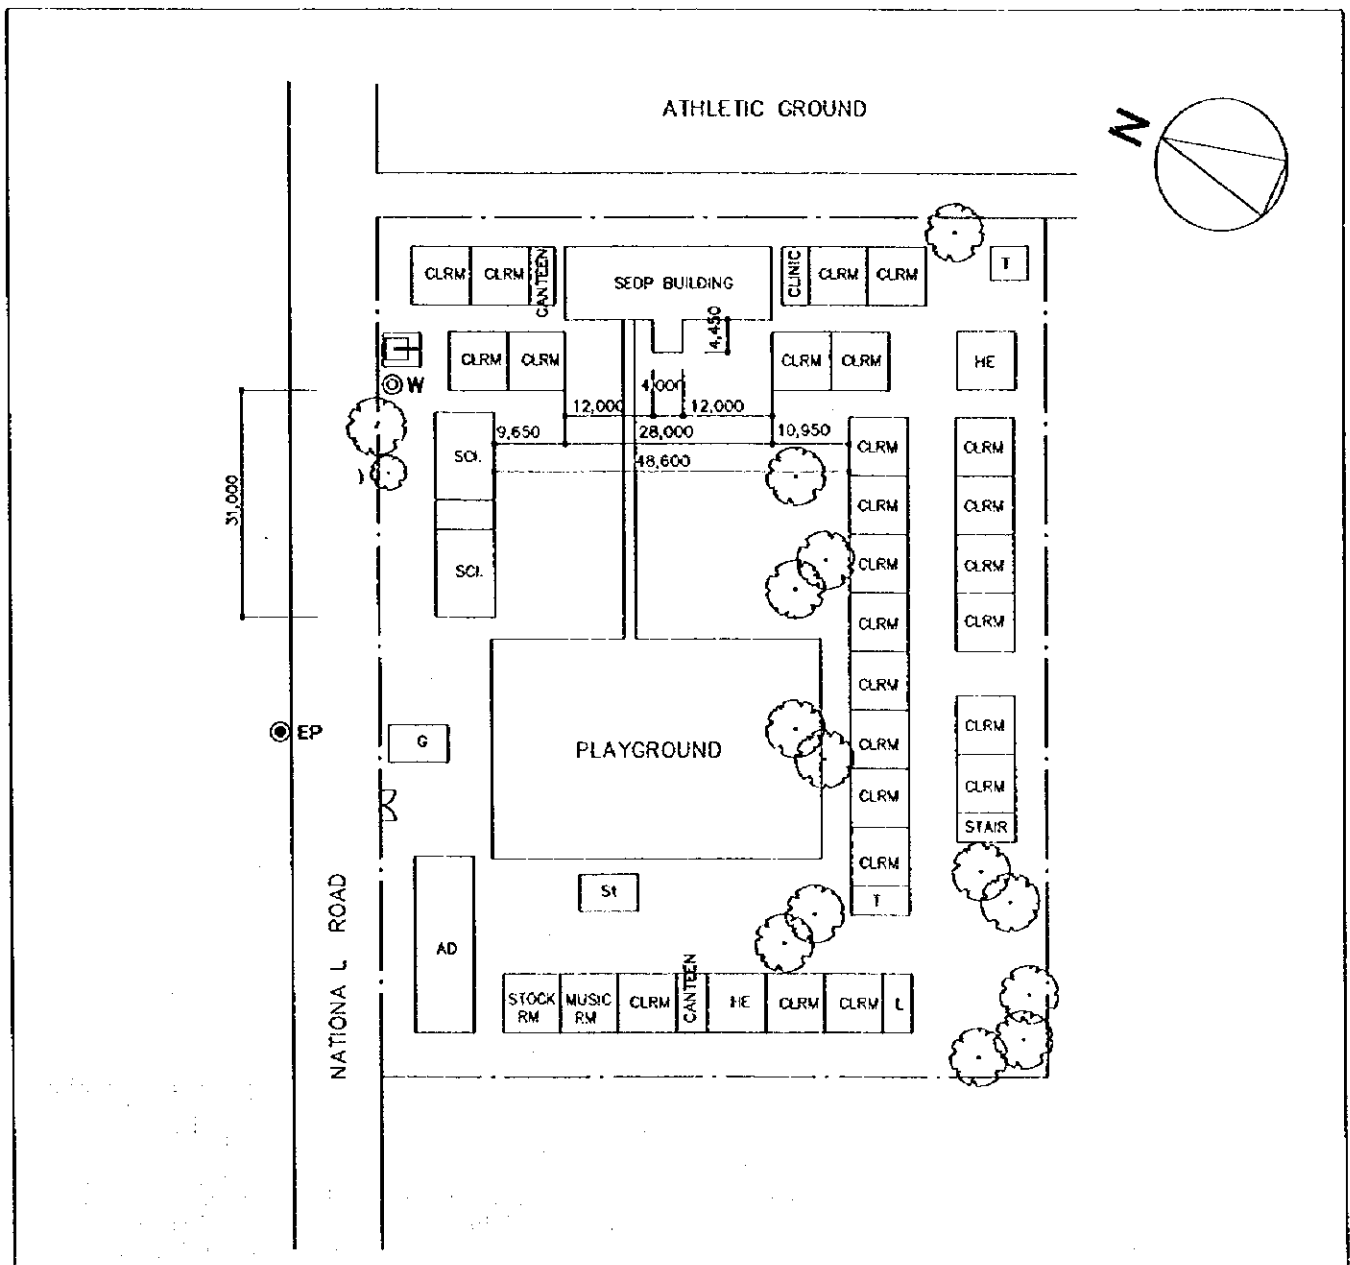 ATHLETIC GROUND
N
CLRM
CLRM
CANTEEN
SEDP BUILDING
CLINIC
CLRM
CLRM
T
4,450
CLRM
CLRM
CLRM
CLRM
HE
W
4,000
12,000
12,000
9,650
28,000
10,950
48,600
31,000
SCI.
SCI.
CLRM
CLRM
CLRM
CLRM
CLRM
CLRM
CLRM
CLRM
T
CLRM
CLRM
CLRM
CLRM
CLRM
CLRM
STAIR
EP
G
PLAYGROUND
St
NATIONA L ROAD
AD
STOCK
RM
MUSIC
RM
CLRM
CANTEEN
HE
CLRM
CLRM
L